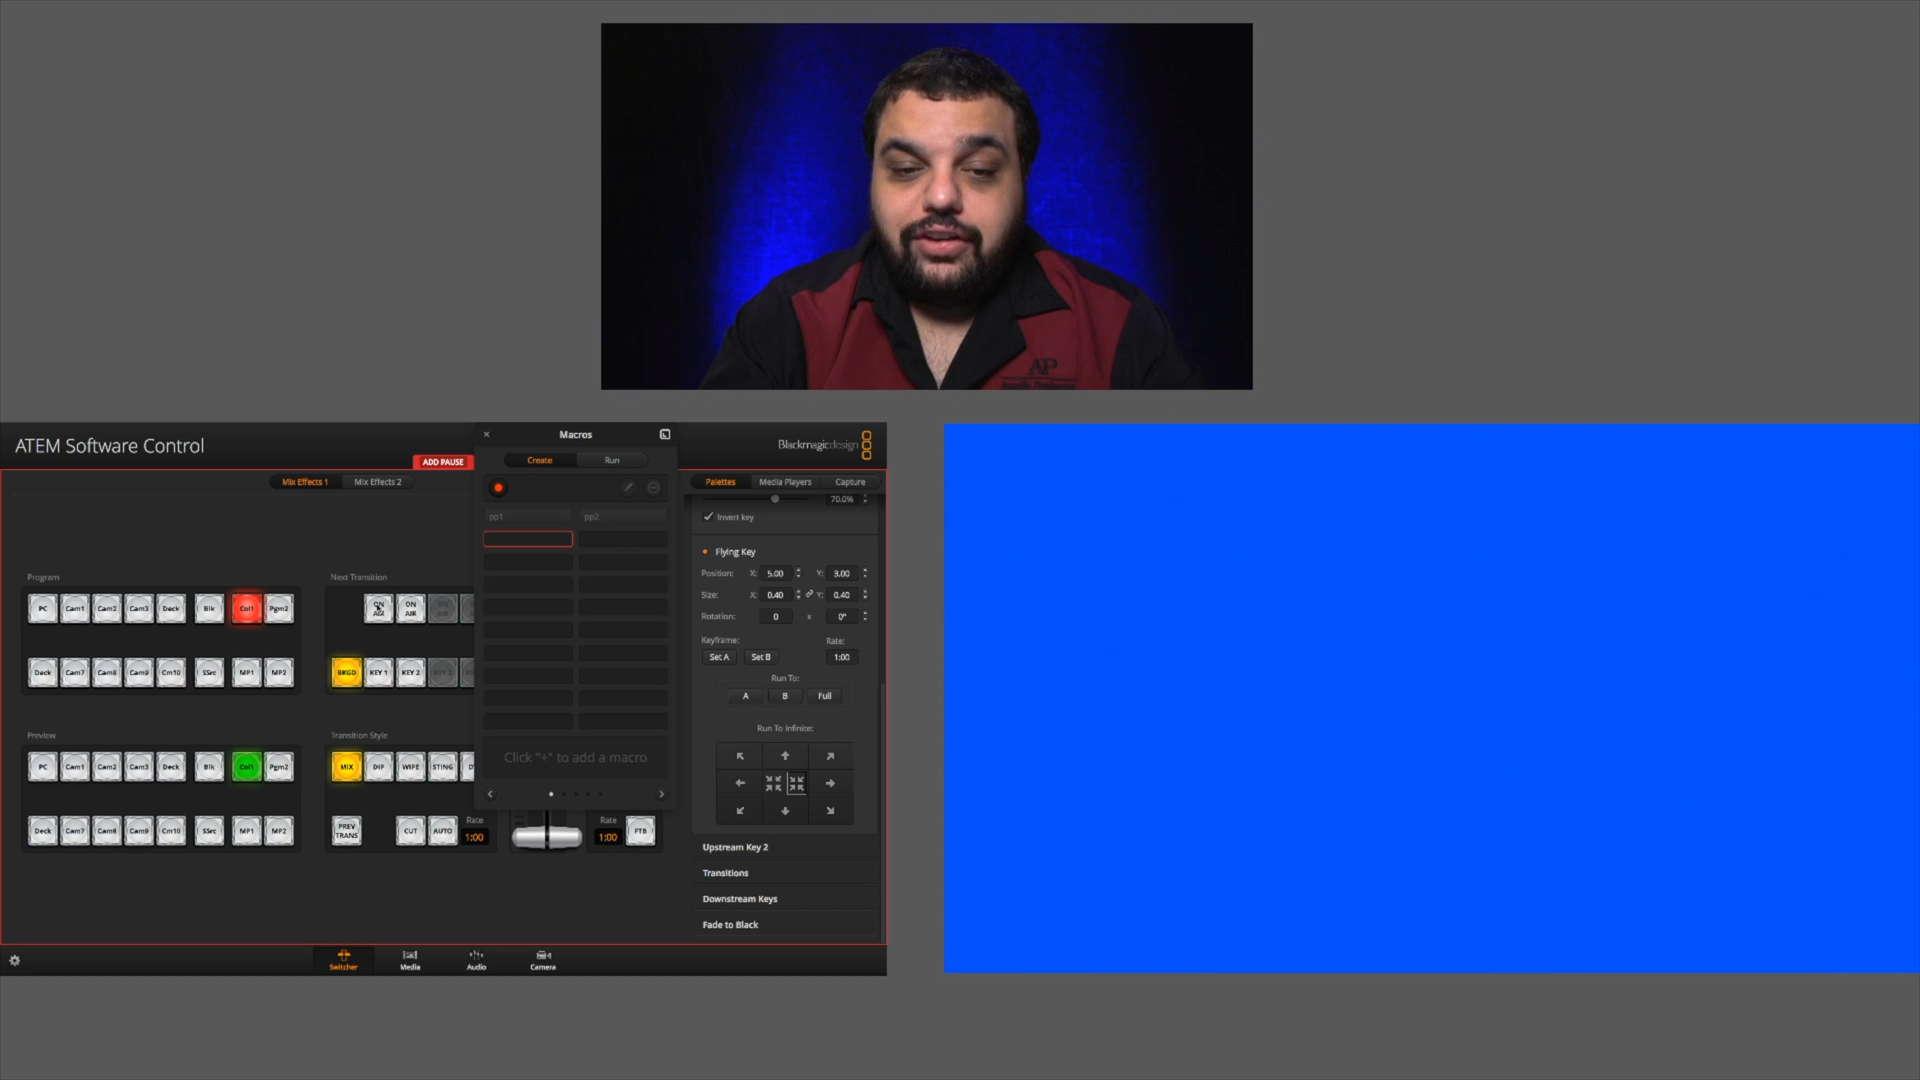 AP
ATEM Software Control
ADD PAUSE
Macros
Blackmagicdesign
Create
Run
Mix Effects 1
Mix Effects 2
Palettes
Media Players
Capture
70.0%
Invert key
pp1
pp2
Flying Key
Position: X: 5.00 Y: 3.00
Size: X: 0.40 Y: 0.40
Rotation: 0 x 0°
Keyframe:
Rate:
Set A
Set B
1:00
Run To:
A
B
Full
Run To Infinite:
Program
PC Cam1 Cam2 Cam3 Deck Blk Col1 Pgm2
Deck Cam7 Cam8 Cam9 Cm10 SSrc MP1 MP2
Next Transition
ON AIR
ON AIR
BKGD KEY 1 KEY 2
Preview
PC Cam1 Cam2 Cam3 Deck Blk Col1 Pgm2
Deck Cam7 Cam8 Cam9 Cm10 SSrc MP1 MP2
Transition Style
MIX DIP WIPE STING
PREV TRANS
CUT
AUTO
Rate
1:00
Rate
1:00
FTB
Click "+" to add a macro
Upstream Key 2
Transitions
Downstream Keys
Fade to Black
Switcher
Media
Audio
Camera